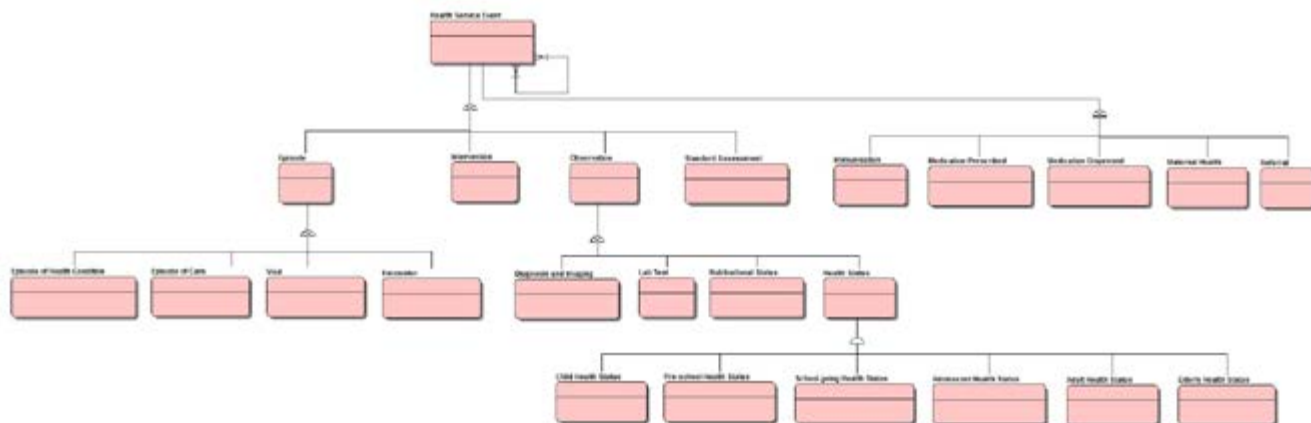 Health Service Event
Episode
Intervention
Observation
Standard Assessment
Immunisation
Medication Prescribed
Medication Dispensed
Maternal Health
Referral
Episode of Health Condition
Episode of Care
Visit
Encounter
Diagnosis and Imaging
Lab Test
Nutritional Status
Health Status
Child Health Status
Pre-school Health Status
School going Health Status
Adolescent Health Status
Adult Health Status
Elderly Health Status